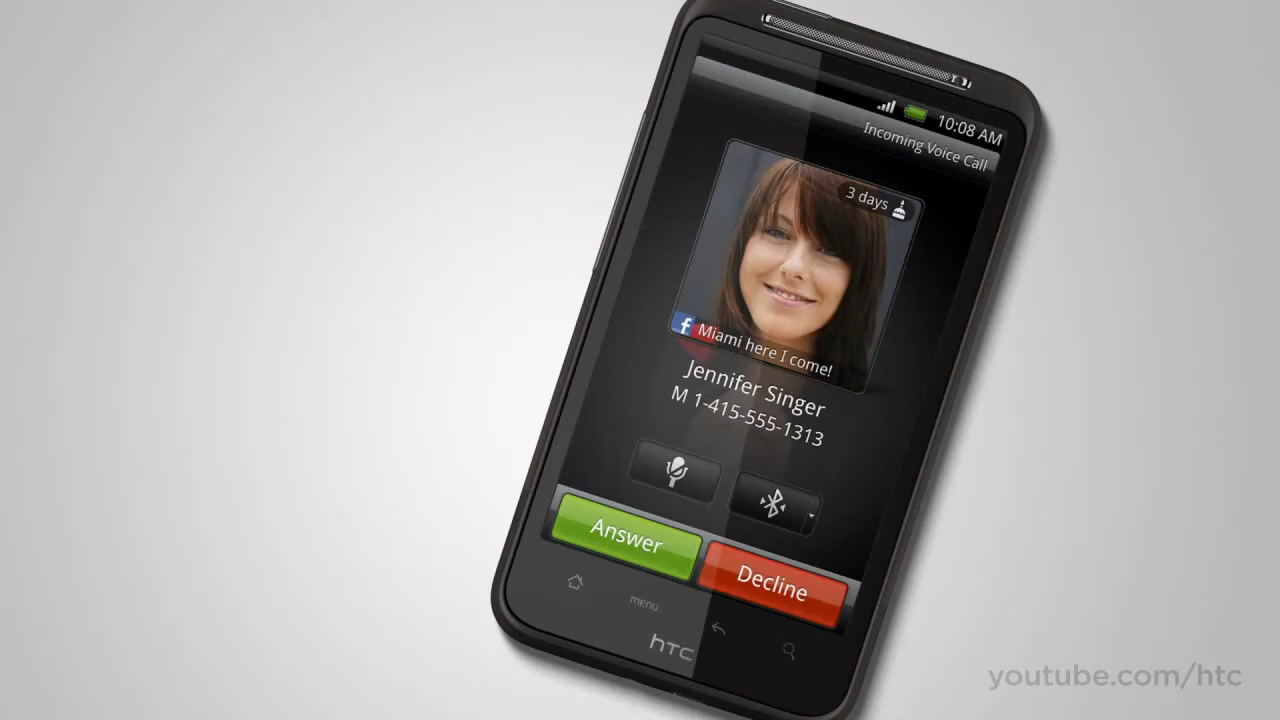 10:08 AM
Incoming Voice Call
3 days
f
Miami here I come!
Jennifer Singer
M 1-415-555-1313
Answer
Decline
menu
hTC
youtube.com/htc